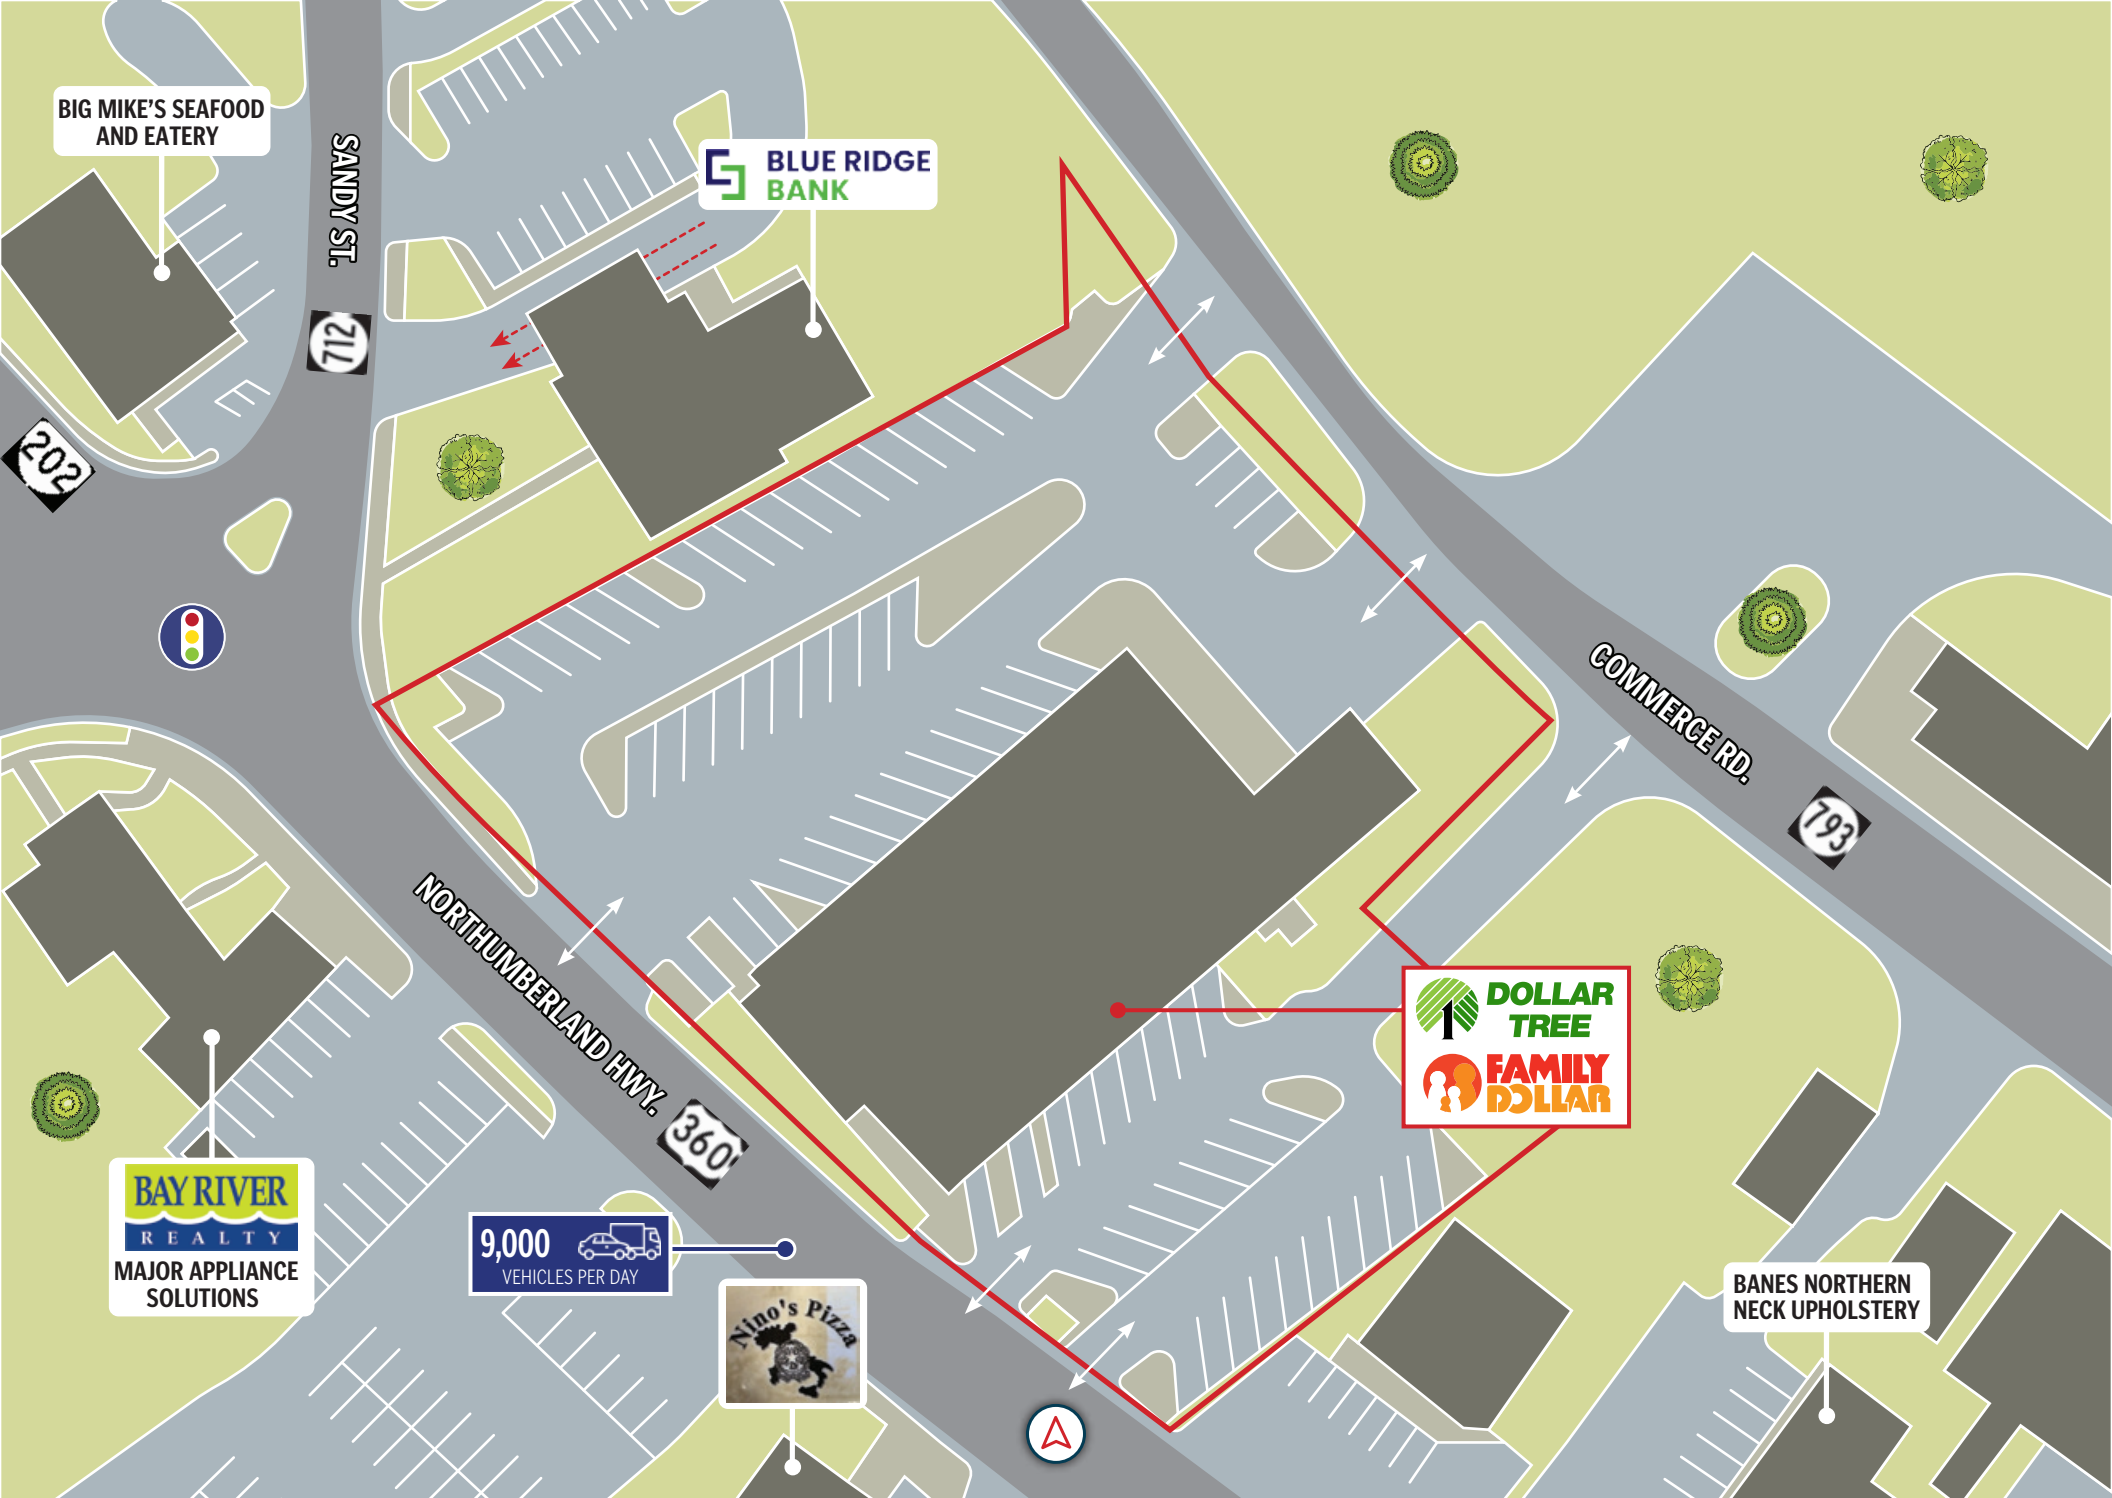 BIG MIKE'S SEAFOOD
AND EATERY
SANDY ST.
BLUE RIDGE
BANK
712
202
COMMERCE RD.
793
NORTHUMBERLAND HWY.
360
DOLLAR
TREE
1
FAMILY
DOLLAR
BAY RIVER
REALTY
MAJOR APPLIANCE
SOLUTIONS
9,000
VEHICLES PER DAY
Nino's Pizza
BANES NORTHERN
NECK UPHOLSTERY